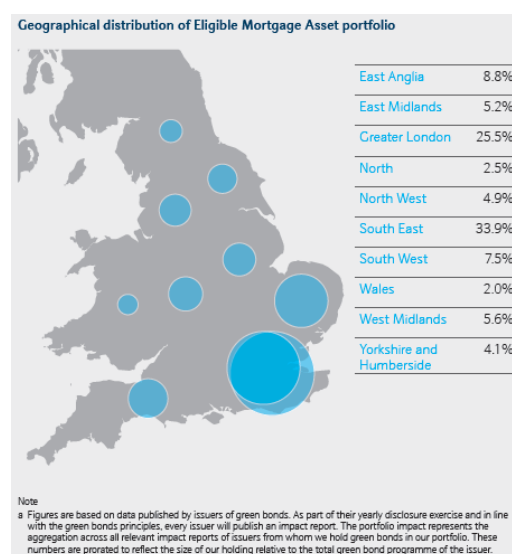 Geographical distribution of Eligible Mortgage Asset portfolio
East Anglia 8.8%
East Midlands 5.2%
Greater London 25.5%
North 2.5%
North West 4.9%
South East 33.9%
South West 7.5%
Wales 2.0%
West Midlands 5.6%
Yorkshire and 4.1%
Humberside
Note
a Figures are based on data published by issuers of green bonds. As part of their yearly disclosure exercise and in line
with the green bonds principles, every issuer will publish an impact report. The portfolio impact represents the
aggregation across all relevant impact reports of issuers from whom we hold green bonds in our portfolio. These
numbers are prorated to reflect the size of our holding relative to the total green bond programme of the issuer.